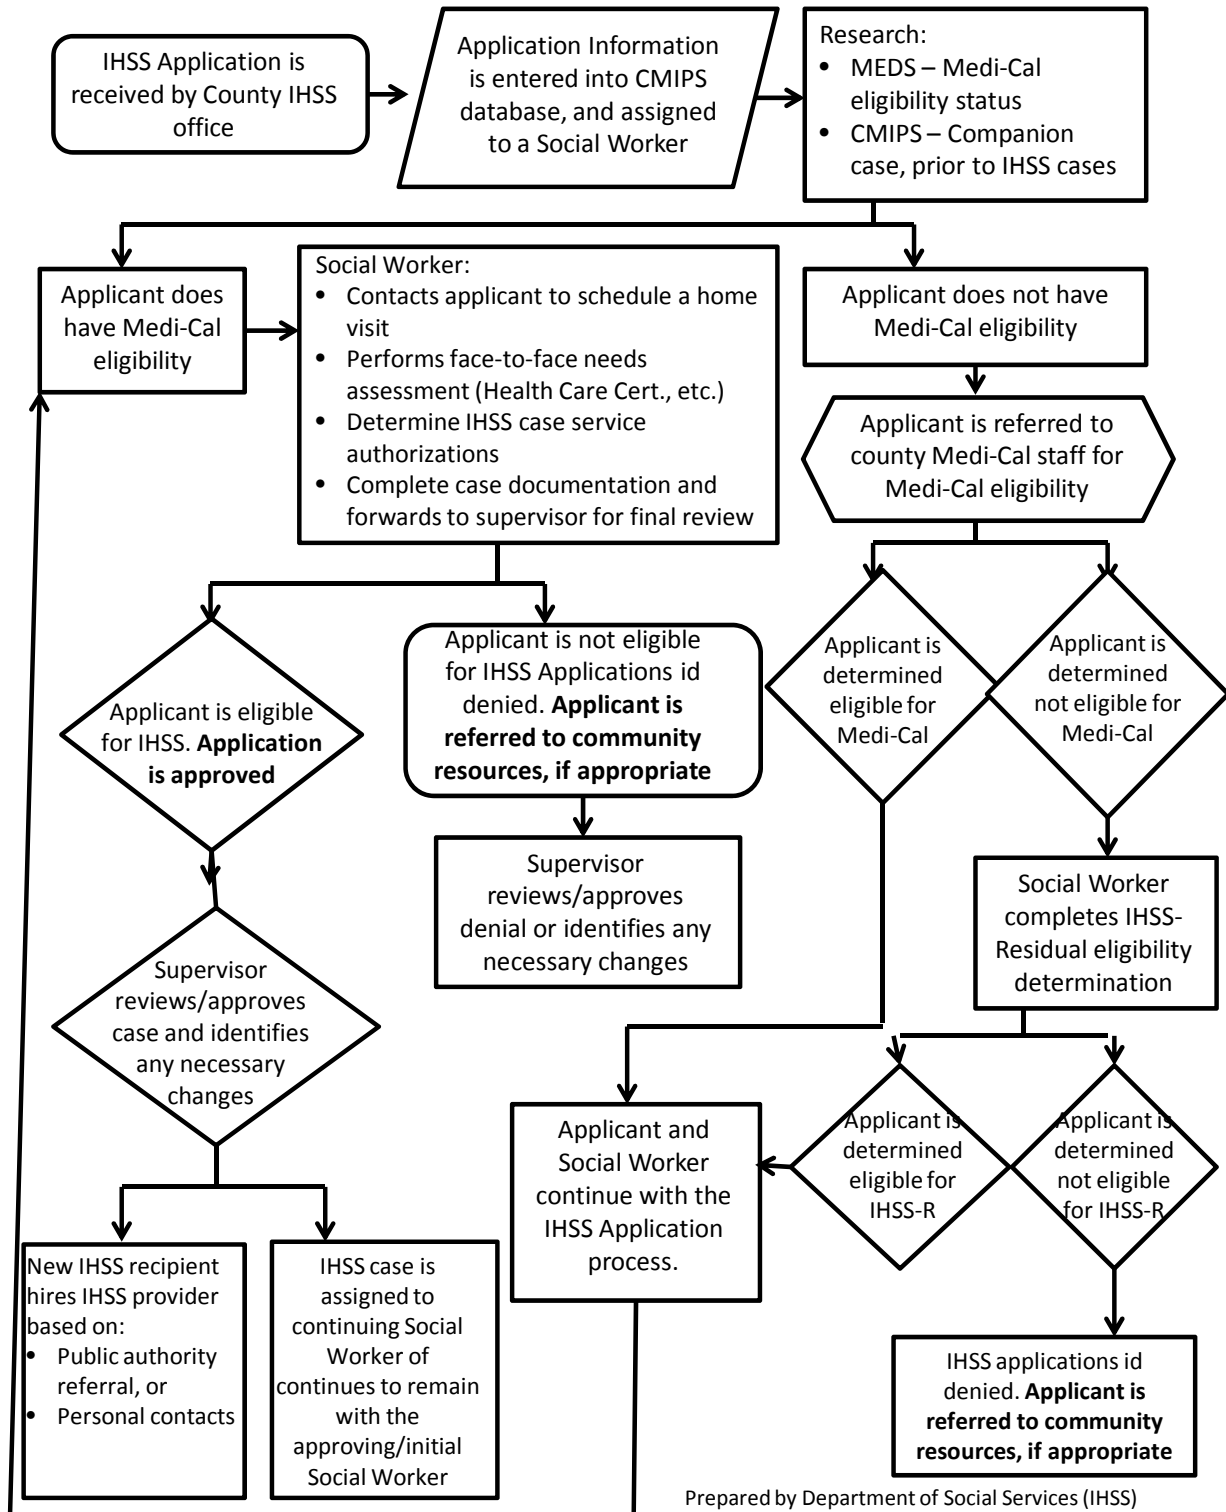 IHSS Application is
received by County IHSS
office
Application Information
is entered into CMIPS
database, and assigned
to a Social Worker
Research:
• MEDS – Medi-Cal
eligibility status
• CMIPS – Companion
case, prior to IHSS cases
Applicant does
have Medi-Cal
eligibility
Social Worker:
• Contacts applicant to schedule a home
visit
• Performs face-to-face needs
assessment (Health Care Cert., etc.)
• Determine IHSS case service
authorizations
• Complete case documentation and
forwards to supervisor for final review
Applicant does not have
Medi-Cal eligibility
Applicant is referred to
county Medi-Cal staff for
Medi-Cal eligibility
Applicant is eligible
for IHSS. Application
is approved
Applicant is not eligible
for IHSS Applications id
denied. Applicant is
referred to community
resources, if appropriate
Applicant is
determined
eligible for
Medi-Cal
Applicant is
determined
not eligible for
Medi-Cal
Supervisor
reviews/approves
denial or identifies any
necessary changes
Social Worker
completes IHSS-
Residual eligibility
determination
Supervisor
reviews/approves
case and identifies
any necessary
changes
Applicant and
Social Worker
continue with the
IHSS Application
process.
Applicant is
determined
eligible for
IHSS-R
Applicant is
determined
not eligible
for IHSS-R
New IHSS recipient
hires IHSS provider
based on:
• Public authority
referral, or
• Personal contacts
IHSS case is
assigned to
continuing Social
Worker of
continues to remain
with the
approving/initial
Social Worker
IHSS applications id
denied. Applicant is
referred to community
resources, if appropriate
Prepared by Department of Social Services (IHSS)